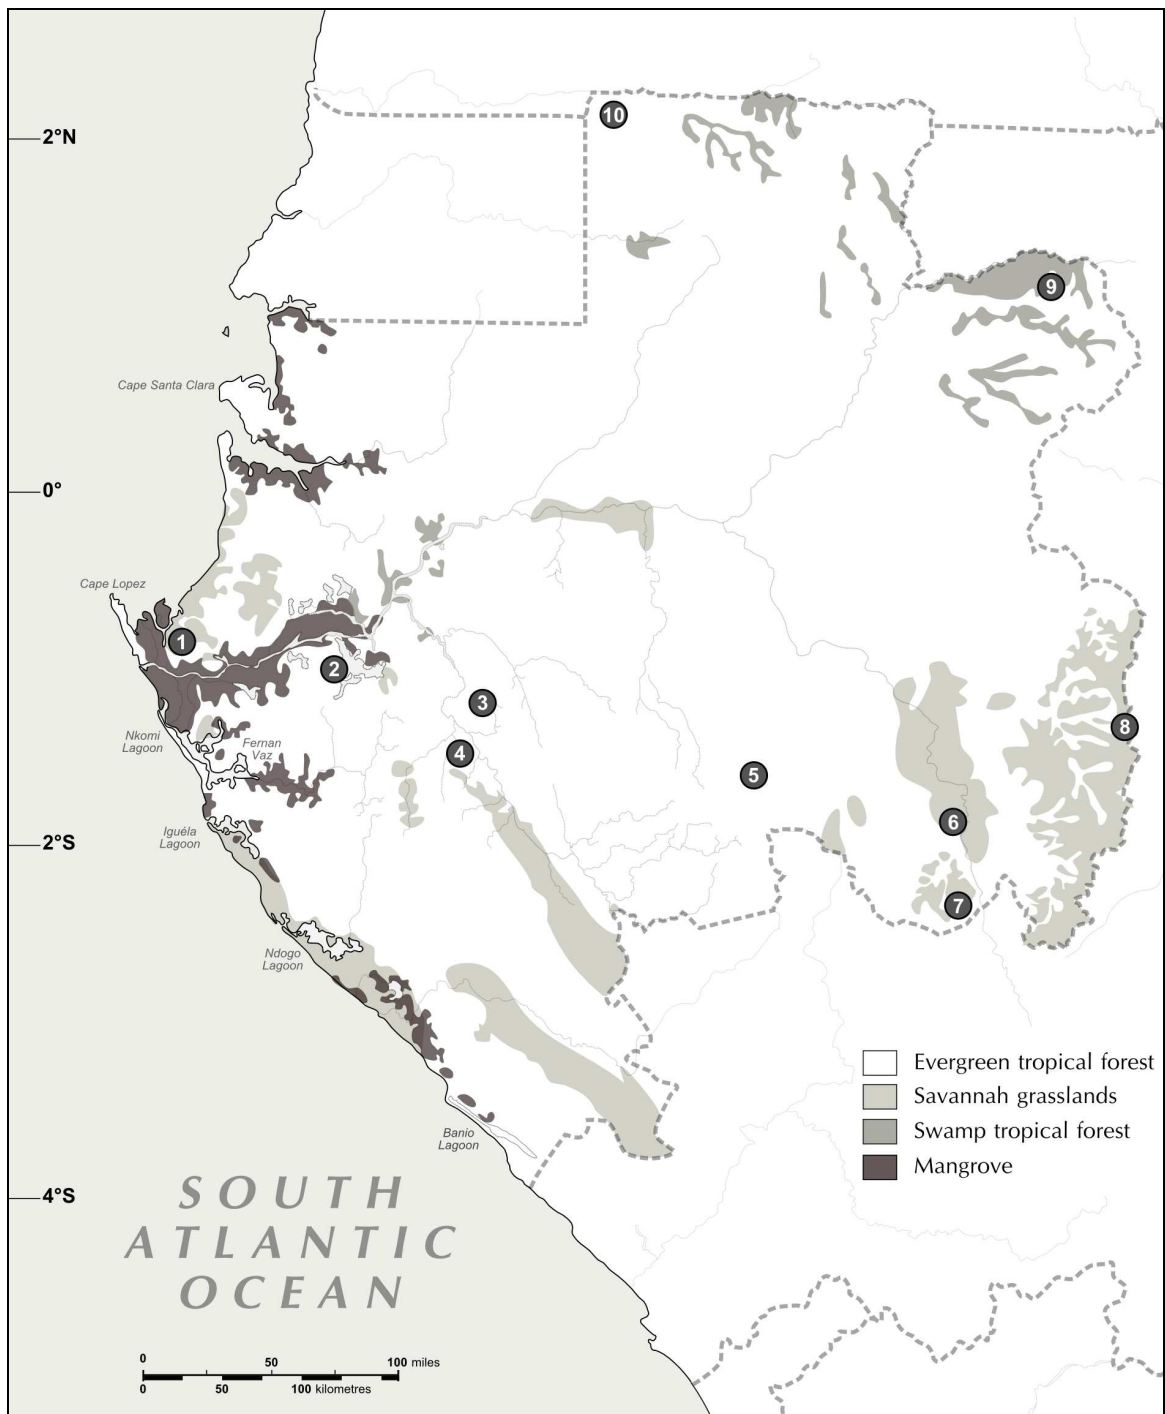 10
2°N
9
Cape Santa Clara
0°
Cape Lopez
1
2
3
8
Nkomi
Lagoon
Fernan
Vaz
4
5
6
Iguéla
Lagoon
2°S
7
Ndogo
Lagoon
Evergreen tropical forest
Savannah grasslands
Swamp tropical forest
Mangrove
Banio
Lagoon
4°S
SOUTH
ATLANTIC
OCEAN
0 50 100 miles
0 50 100 kilometres